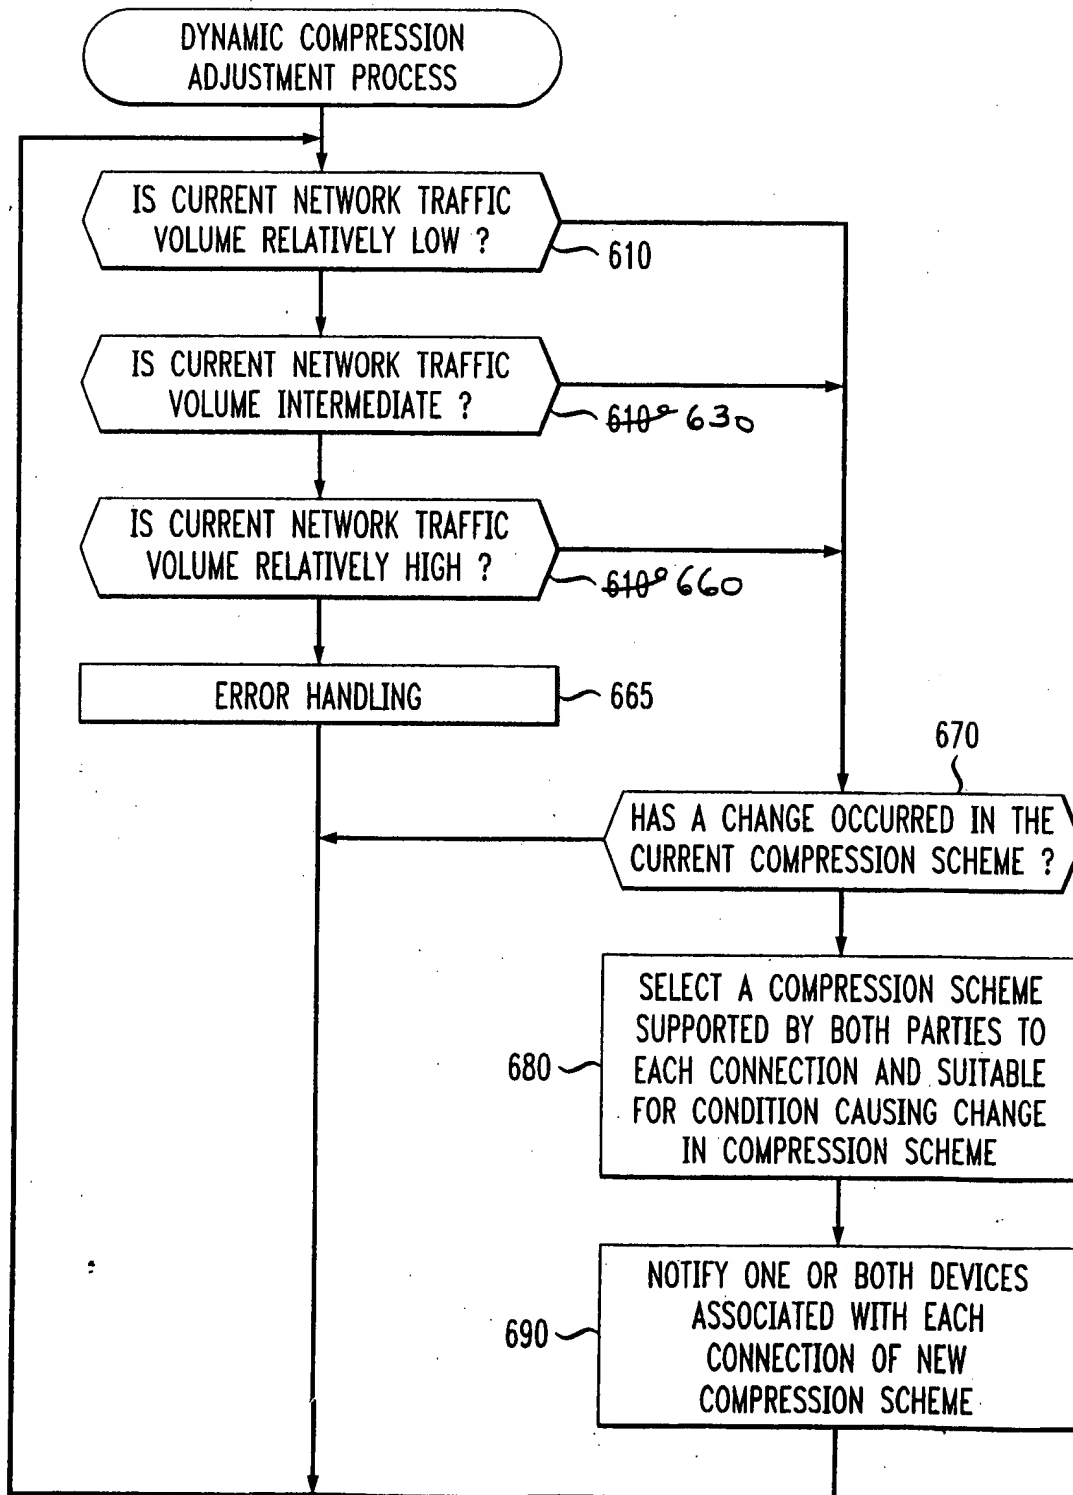 DYNAMIC COMPRESSION
ADJUSTMENT PROCESS
IS CURRENT NETWORK TRAFFIC
VOLUME RELATIVELY LOW ?
610
IS CURRENT NETWORK TRAFFIC
VOLUME INTERMEDIATE ?
610 630
IS CURRENT NETWORK TRAFFIC
VOLUME RELATIVELY HIGH ?
610 660
ERROR HANDLING
665
670
HAS A CHANGE OCCURRED IN THE
CURRENT COMPRESSION SCHEME ?
SELECT A COMPRESSION SCHEME
SUPPORTED BY BOTH PARTIES TO
EACH CONNECTION AND SUITABLE
FOR CONDITION CAUSING CHANGE
IN COMPRESSION SCHEME
680
NOTIFY ONE OR BOTH DEVICES
ASSOCIATED WITH EACH
CONNECTION OF NEW
COMPRESSION SCHEME
690